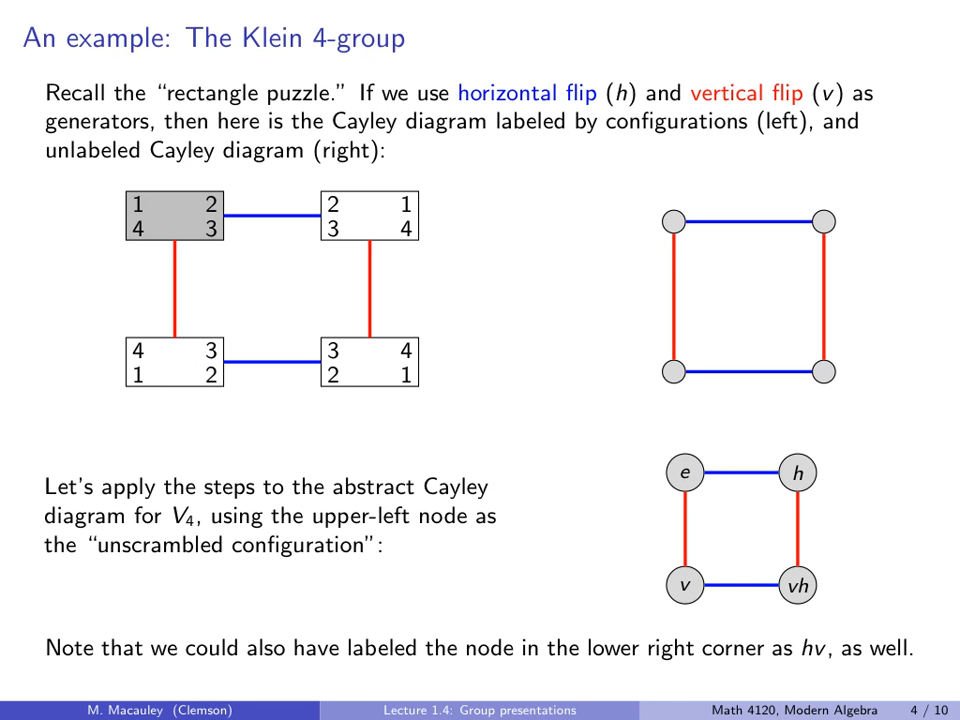 An example: The Klein 4-group
Recall the “rectangle puzzle.” If we use horizontal flip (h) and vertical flip (v) as
generators, then here is the Cayley diagram labeled by configurations (left), and
unlabeled Cayley diagram (right):
1 2 2 1
4 3 3 4
4 3 3 4
1 2 2 1
e h
Let’s apply the steps to the abstract Cayley
diagram for V₄, using the upper-left node as
the “unscrambled configuration”:
v vh
Note that we could also have labeled the node in the lower right corner as hv, as well.
M. Macauley (Clemson) Lecture 1.4: Group presentations Math 4120, Modern Algebra 4 / 10